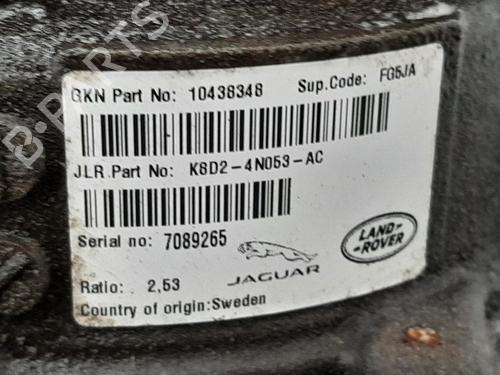 GKN Part No: 10438348 Sup.Code: FG5JA
JLR.Part No: K8D2-4N053-AC
Serial no 7089265
LAND-
ROVER
Ratio: 2,53 JAGUAR
Country of origin:Sweden
B-PARTS